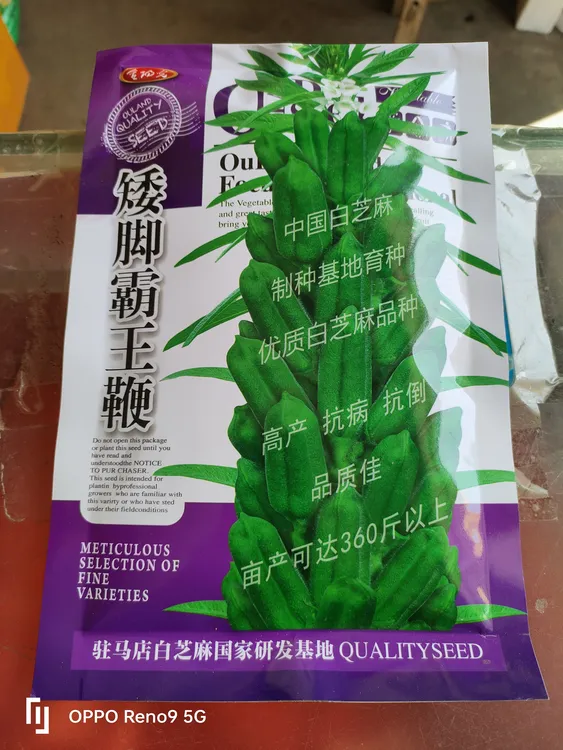 OULAND
QUALITY
SEED
矮脚霸王鞭
The Vegetable
bring
中国白芝麻
制种基地育种
优质白芝麻品种
高产 抗病 抗倒
品质佳
亩产可达360斤以上
Do not open this package
or plant this seed until you
have read and
understoodthe NOTICE
TO PUR CHASER.
This seed is intended for
plantin byprofessional
growers who are familiar with
this varirty or who have sted
under their fieldconditions
METICULOUS
SELECTION OF
FINE
VARIETIES
驻马店白芝麻国家研发基地 QUALITYSEED
OPPO Reno9 5G